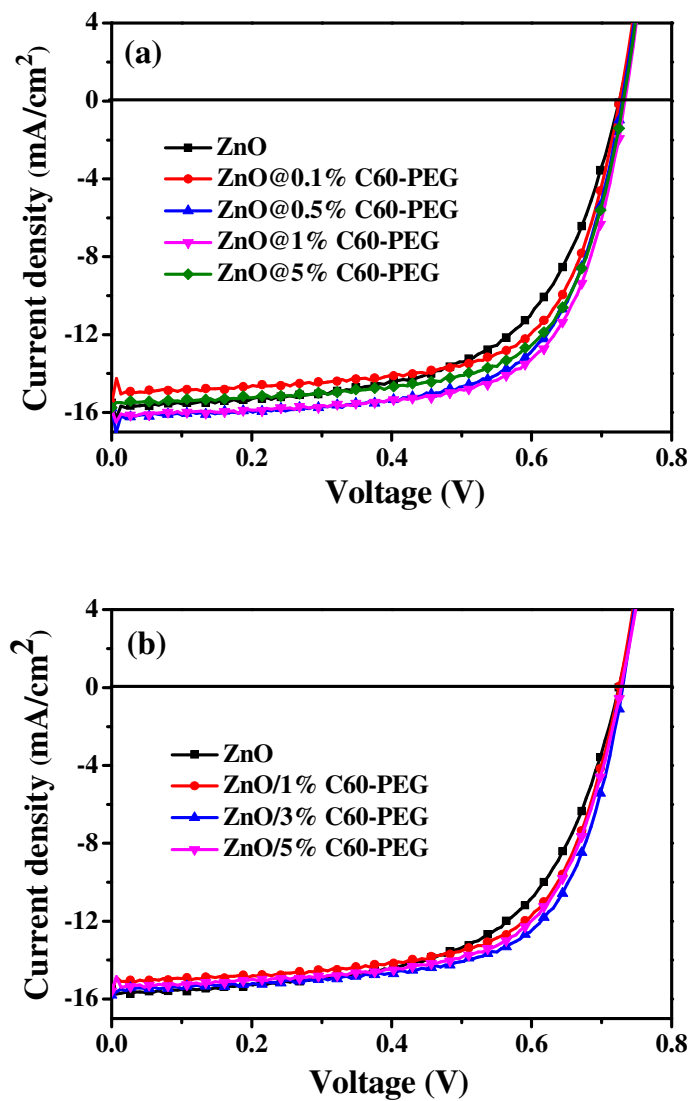 (a)
4
0
-4
-8
-12
-16
Current density (mA/cm²)
ZnO
ZnO@0.1% C60-PEG
ZnO@0.5% C60-PEG
ZnO@1% C60-PEG
ZnO@5% C60-PEG
0.0 0.2 0.4 0.6 0.8
Voltage (V)
(b)
4
0
-4
-8
-12
-16
Current density (mA/cm²)
ZnO
ZnO/1% C60-PEG
ZnO/3% C60-PEG
ZnO/5% C60-PEG
0.0 0.2 0.4 0.6 0.8
Voltage (V)